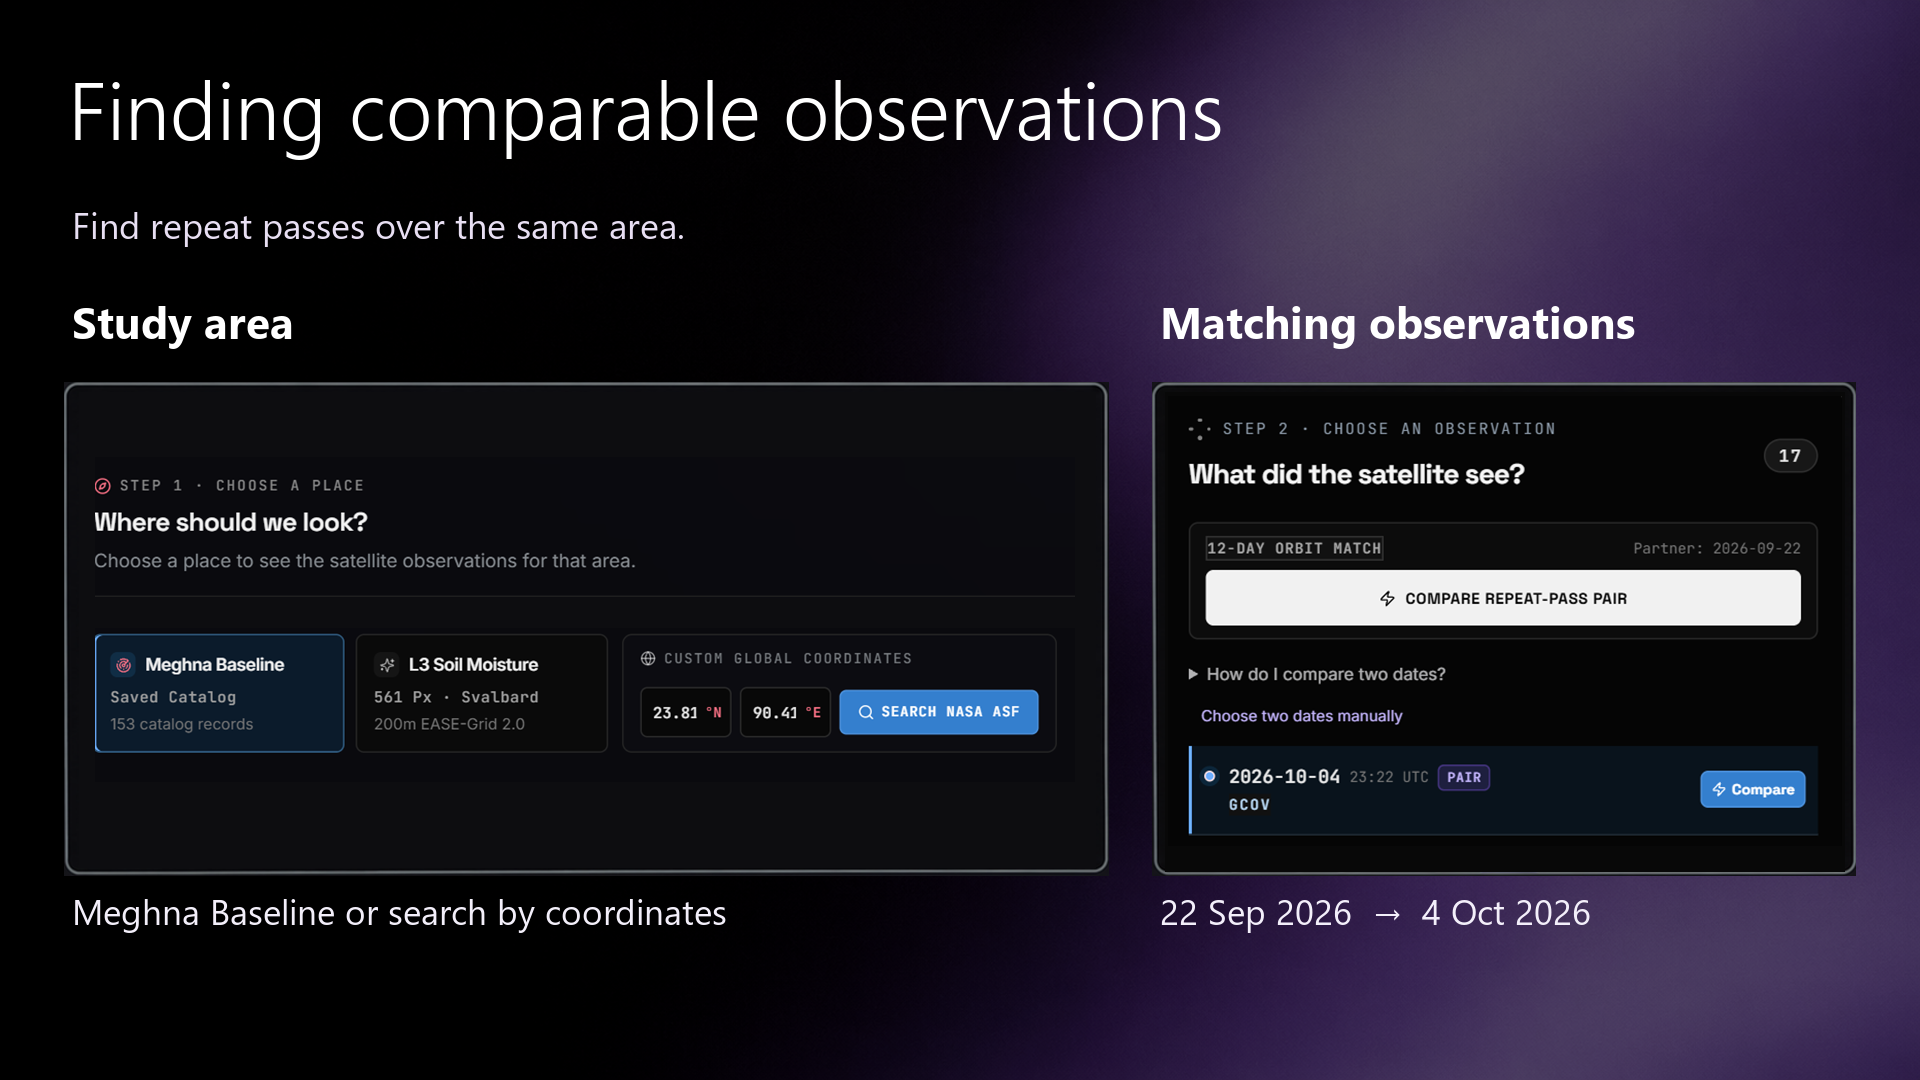 Finding comparable observations
Find repeat passes over the same area.
Study area
STEP 1 · CHOOSE A PLACE
Where should we look?
Choose a place to see the satellite observations for that area.
Meghna Baseline
Saved Catalog
153 catalog records
L3 Soil Moisture
561 Px · Svalbard
200m EASE-Grid 2.0
CUSTOM GLOBAL COORDINATES
23.81 °N 90.41 °E SEARCH NASA ASF
Meghna Baseline or search by coordinates
Matching observations
STEP 2 · CHOOSE AN OBSERVATION
17
What did the satellite see?
12-DAY ORBIT MATCH Partner: 2026-09-22
COMPARE REPEAT-PASS PAIR
How do I compare two dates?
Choose two dates manually
2026-10-04 23:22 UTC PAIR
GCOV
Compare
22 Sep 2026 → 4 Oct 2026